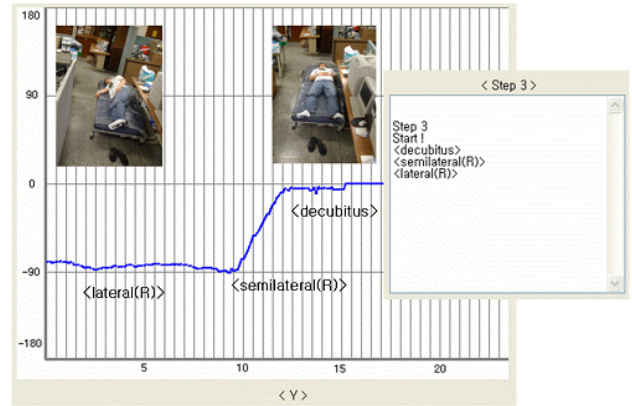 180
90
0
-90
-180
5
10
15
20
<lateral(R)>
<semilateral(R)>
<decubitus>
< Y >
< Step 3 >
Step 3
Start !
<decubitus>
<semilateral(R)>
<lateral(R)>